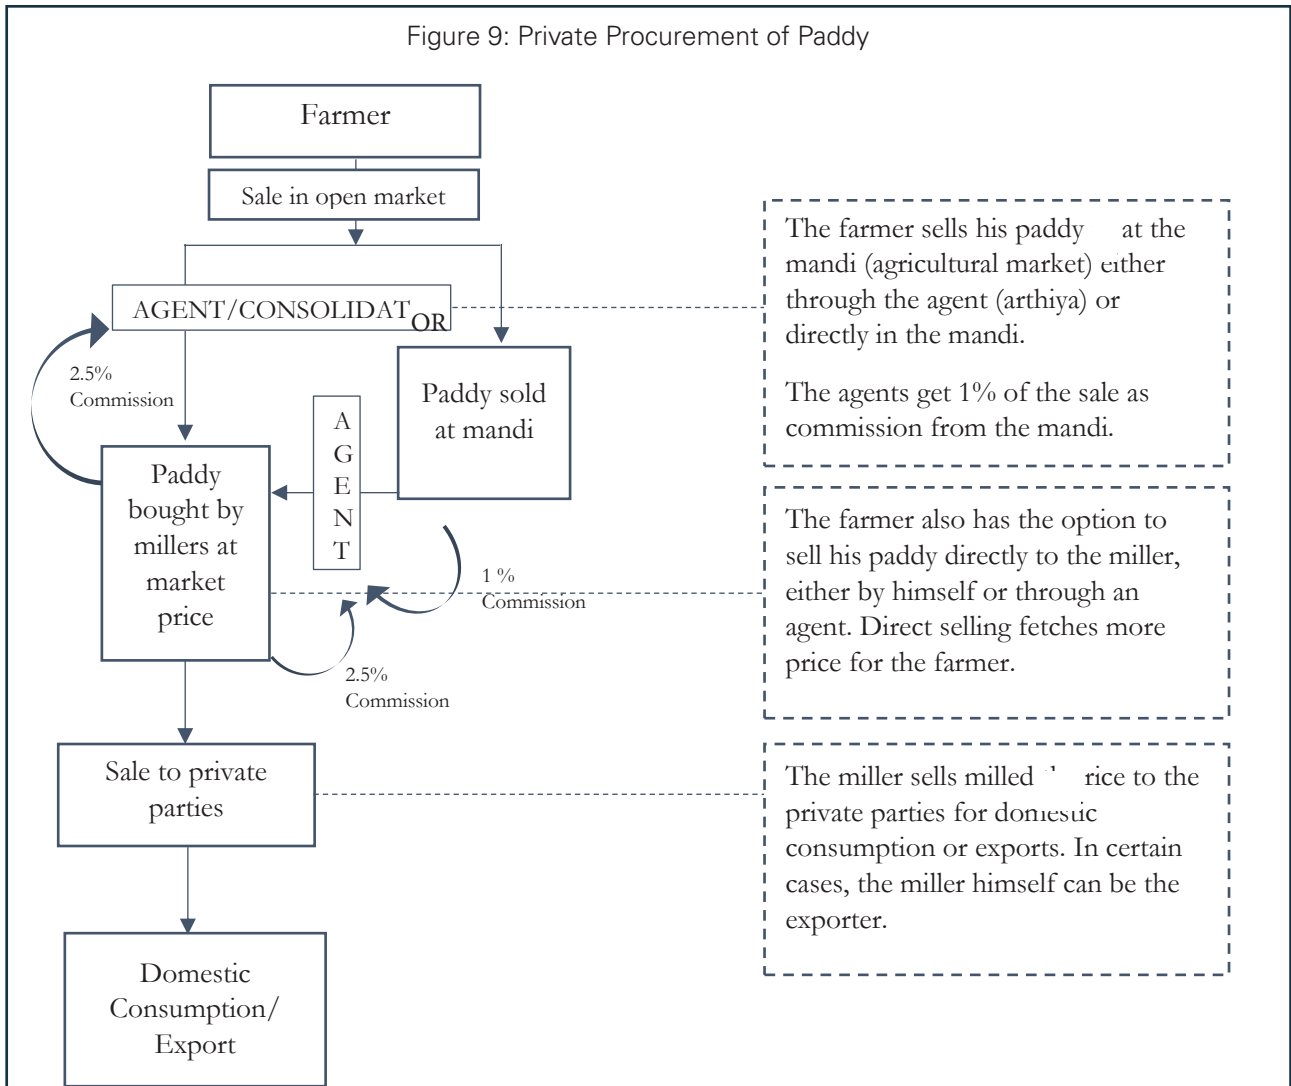 Figure 9: Private Procurement of Paddy
Farmer
Sale in open market
AGENT/CONSOLIDATOR
2.5%
Commission
Paddy sold
at mandi
A
G
E
N
T
Paddy
bought by
millers at
market
price
1 %
Commission
2.5%
Commission
Sale to private
parties
Domestic
Consumption/
Export
The farmer sells his paddy at the
mandi (agricultural market) either
through the agent (arthiya) or
directly in the mandi.
The agents get 1% of the sale as
commission from the mandi.
The farmer also has the option to
sell his paddy directly to the miller,
either by himself or through an
agent. Direct selling fetches more
price for the farmer.
The miller sells milled rice to the
private parties for domestic
consumption or exports. In certain
cases, the miller himself can be the
exporter.